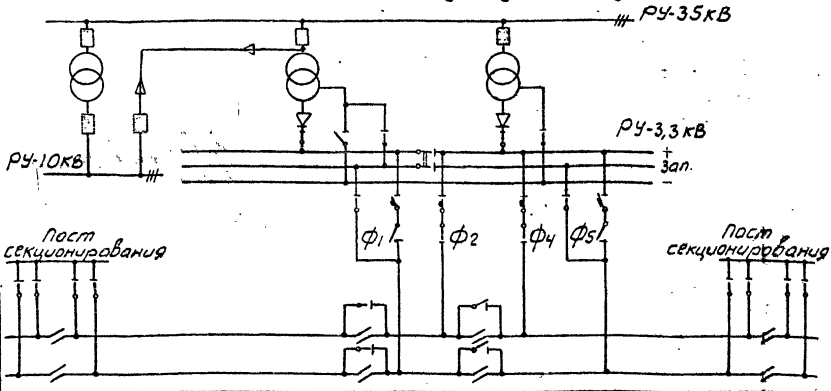 РУ-35кв
РУ-3,3кв
+
Зап.
-
РУ-10кв
Ф1
Ф2
Ф4
Ф5
Пост
секционирования
Пост
секционирования